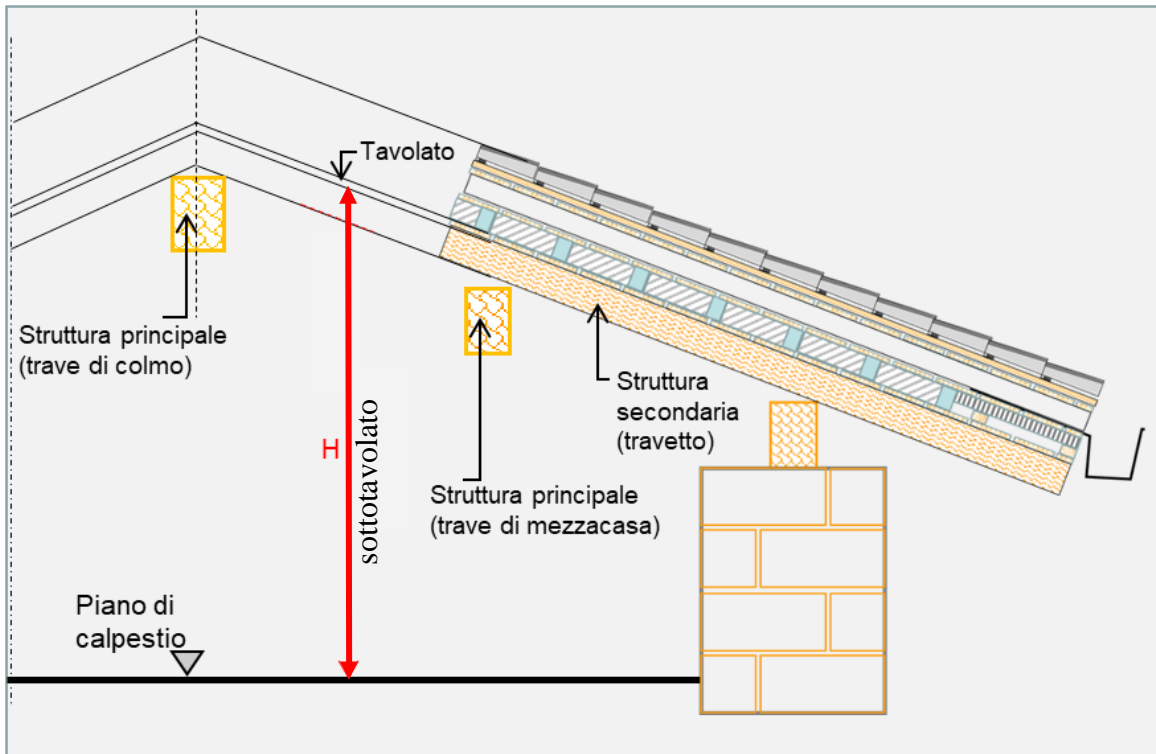 Tavolato
Struttura principale
(trave di colmo)
Struttura
secondaria
(travetto)
H
sottotavolato
Struttura principale
(trave di mezzacasa)
Piano di
calpestio